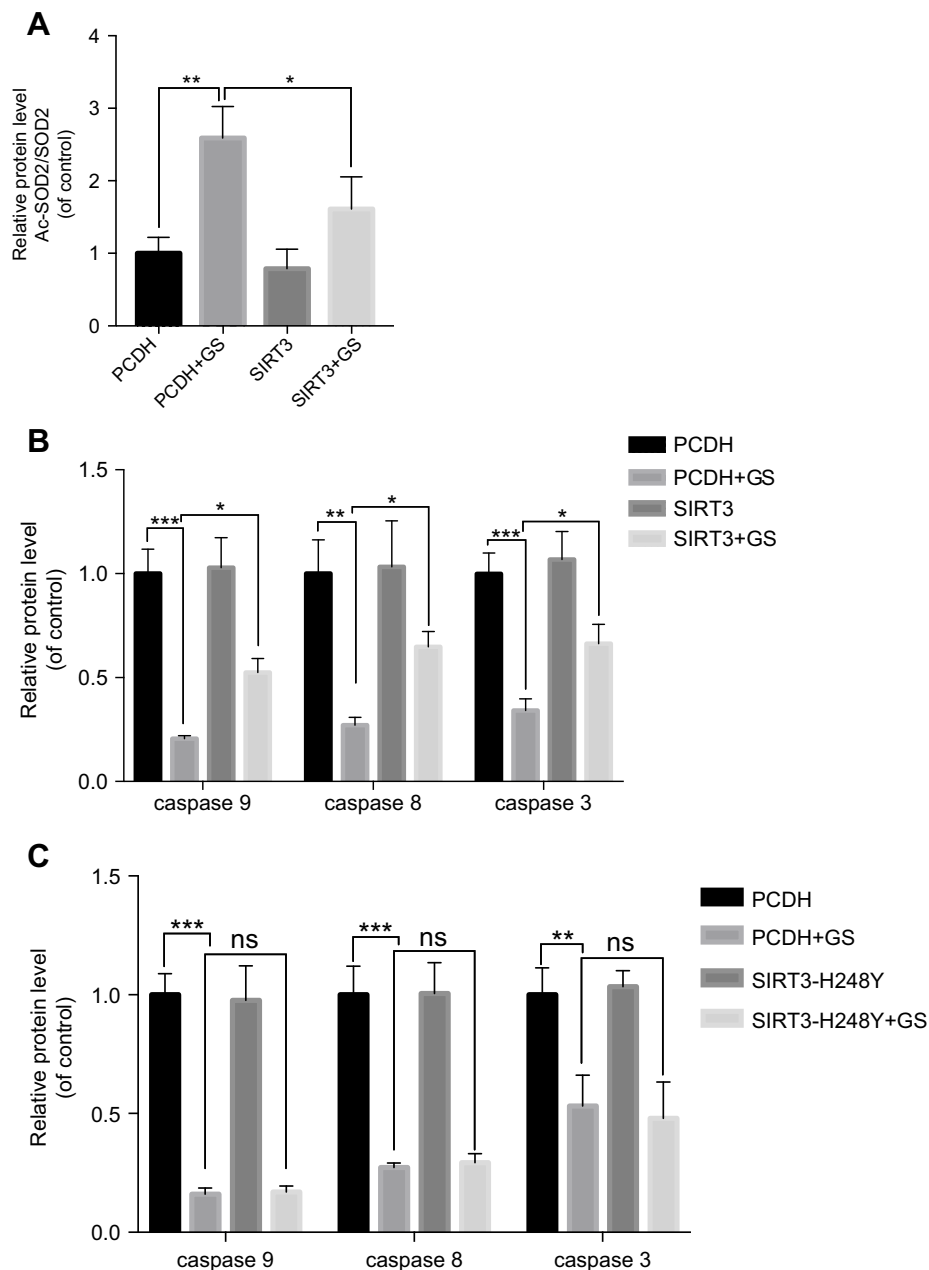 A
Relative protein level
Ac-SOD2/SOD2
(of control)
4
3
2
1
0
**
*
PCDH
PCDH+GS
SIRT3
SIRT3+GS
B
PCDH
PCDH+GS
SIRT3
SIRT3+GS
Relative protein level
(of control)
1.5
1.0
0.5
0.0
***
*
**
*
***
*
caspase 9
caspase 8
caspase 3
C
PCDH
PCDH+GS
SIRT3-H248Y
SIRT3-H248Y+GS
Relative protein level
(of control)
1.5
1.0
0.5
0.0
***
ns
***
ns
**
ns
caspase 9
caspase 8
caspase 3